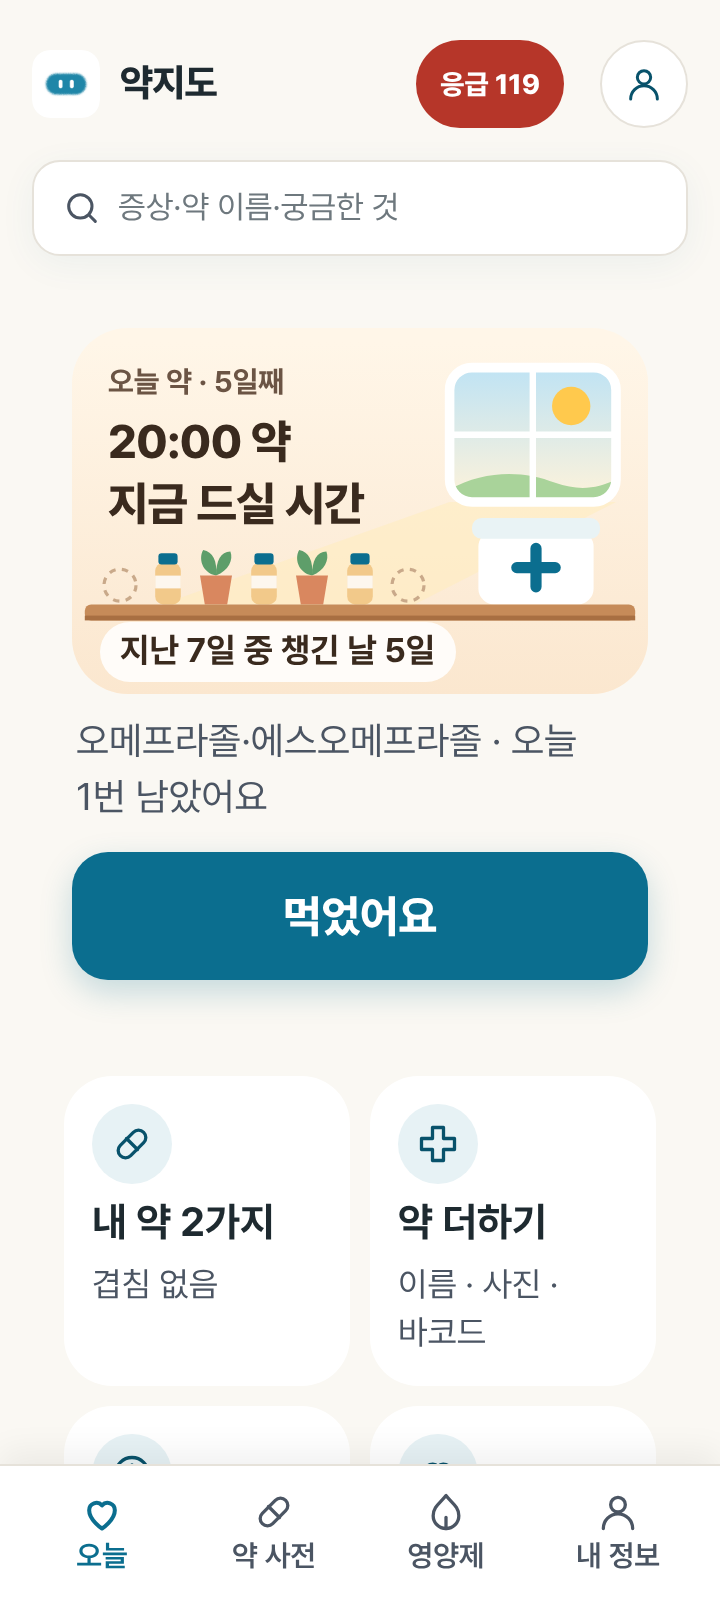 약지도
응급 119
증상·약 이름·궁금한 것
오늘 약 · 5일째
20:00 약
지금 드실 시간
지난 7일 중 챙긴 날 5일
오메프라졸·에스오메프라졸 · 오늘
1번 남았어요
먹었어요
내 약 2가지
겹침 없음
약 더하기
이름 · 사진 ·
바코드
오늘
약 사전
영양제
내 정보